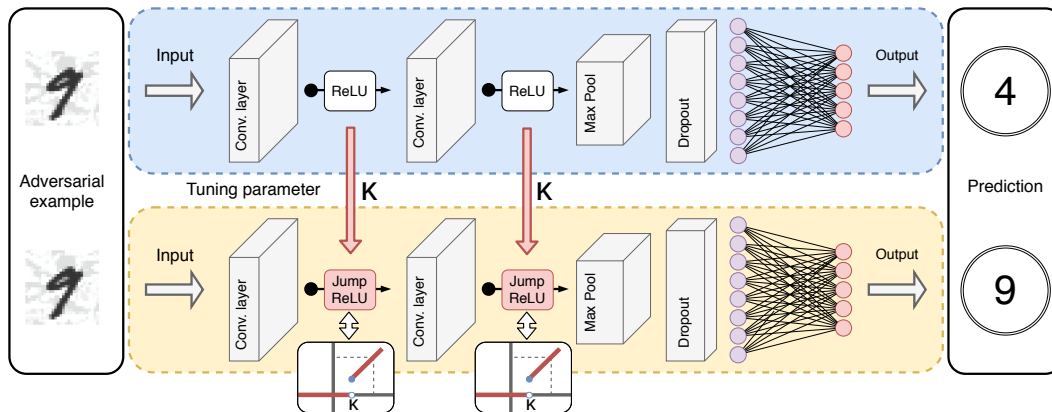 Adversarial
example
Input
Conv. layer
ReLU
Conv. layer
ReLU
Max Pool
Dropout
Output
4
Tuning parameter
K
K
Prediction
Input
Conv. layer
Jump
ReLU
Conv. layer
Jump
ReLU
Max Pool
Dropout
Output
9
K
K